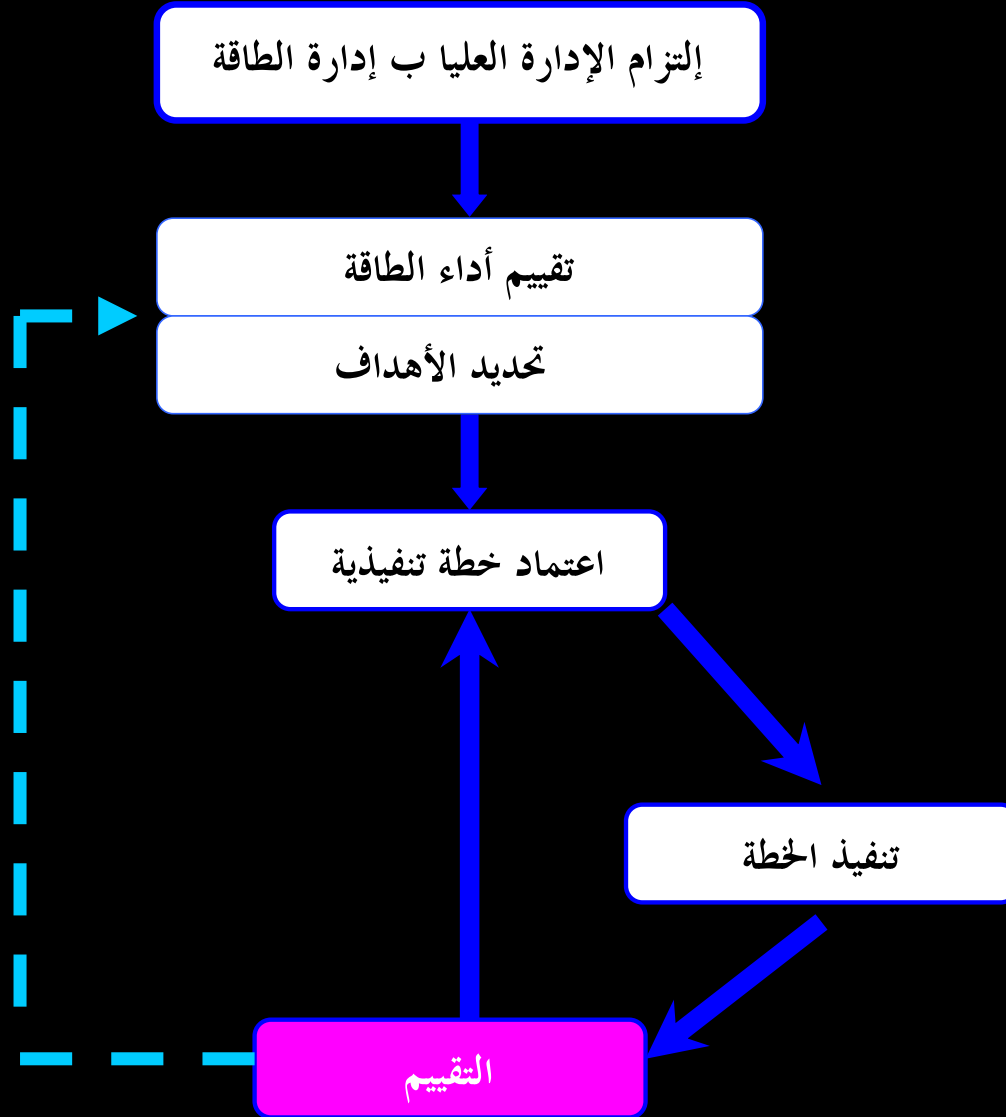 إلتزام الإدارة العليا ب إدارة الطاقة
تقييم أداء الطاقة
تحديد الأهداف
اعتماد خطة تنفيذية
تنفيذ الخطة
التقييم